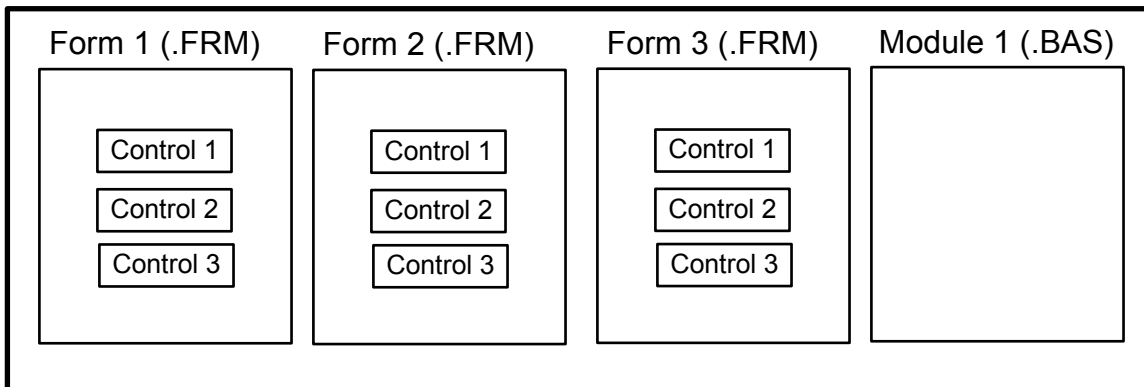 Form 1 (.FRM) Form 2 (.FRM) Form 3 (.FRM) Module 1 (.BAS)
Control 1 Control 1 Control 1
Control 2 Control 2 Control 2
Control 3 Control 3 Control 3